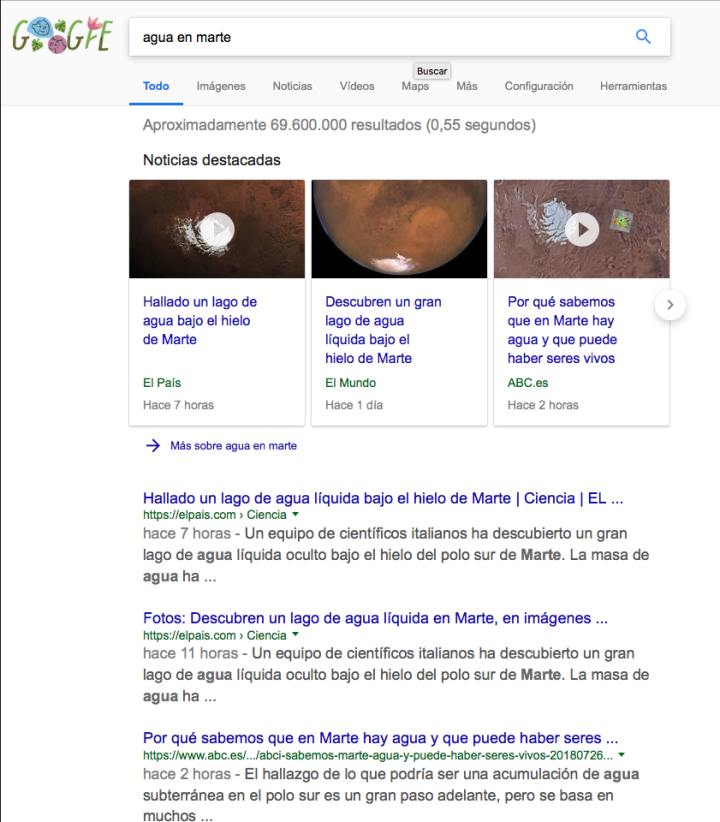 GOOGLE
agua en marte
Buscar
Todo Imágenes Noticias Vídeos Maps Más Configuración Herramientas
Aproximadamente 69.600.000 resultados (0,55 segundos)
Noticias destacadas
Hallado un lago de
agua bajo el hielo
de Marte
El País
Hace 7 horas
Descubren un gran
lago de agua
líquida bajo el
hielo de Marte
El Mundo
Hace 1 día
Por qué sabemos
que en Marte hay
agua y que puede
haber seres vivos
ABC.es
Hace 2 horas
Más sobre agua en marte
Hallado un lago de agua líquida bajo el hielo de Marte | Ciencia | EL ...
https://elpais.com › Ciencia
hace 7 horas - Un equipo de científicos italianos ha descubierto un gran
lago de agua líquida oculto bajo el hielo del polo sur de Marte. La masa de
agua ha ...
Fotos: Descubren un lago de agua líquida en Marte, en imágenes ...
https://elpais.com › Ciencia
hace 11 horas - Un equipo de científicos italianos ha descubierto un gran
lago de agua líquida oculto bajo el hielo del polo sur de Marte. La masa de
agua ha ...
Por qué sabemos que en Marte hay agua y que puede haber seres ...
https://www.abc.es/.../abci-sabemos-marte-agua-y-puede-haber-seres-vivos-20180726...
hace 2 horas - El hallazgo de lo que podría ser una acumulación de agua
subterránea en el polo sur es un gran paso adelante, pero se basa en
muchos ...